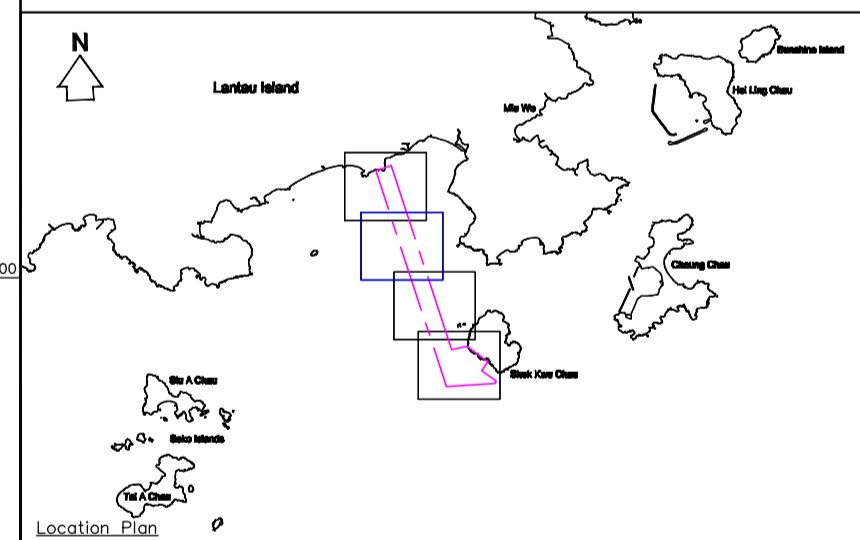 N
Sunshine Island
Lantau Island
Hei Ling Chau
Mui Wo
Cheung Chau
00
Shek Kwu Chau
Siu A Chau
Soko Islands
Tai A Chau
Location Plan